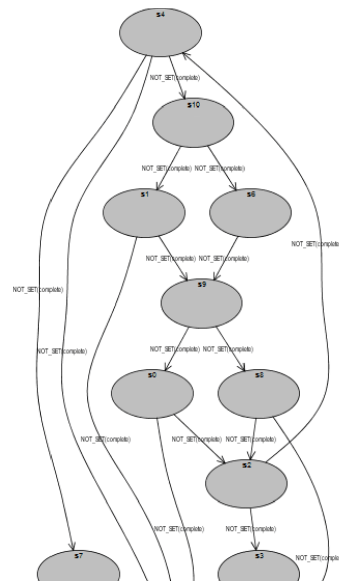 s4
NOT_SET(complete)
s10
NOT_SET(complete) NOT_SET(complete)
s1 s6
NOT_SET(complete)
NOT_SET(complete) NOT_SET(complete)
s9
NOT_SET(complete)
NOT_SET(complete) NOT_SET(complete)
NOT_SET(complete)
s0 s8
NOT_SET(complete) NOT_SET(complete) NOT_SET(complete)
s2
NOT_SET(complete) NOT_SET(complete)
s7 s3
NOT_SET(comple